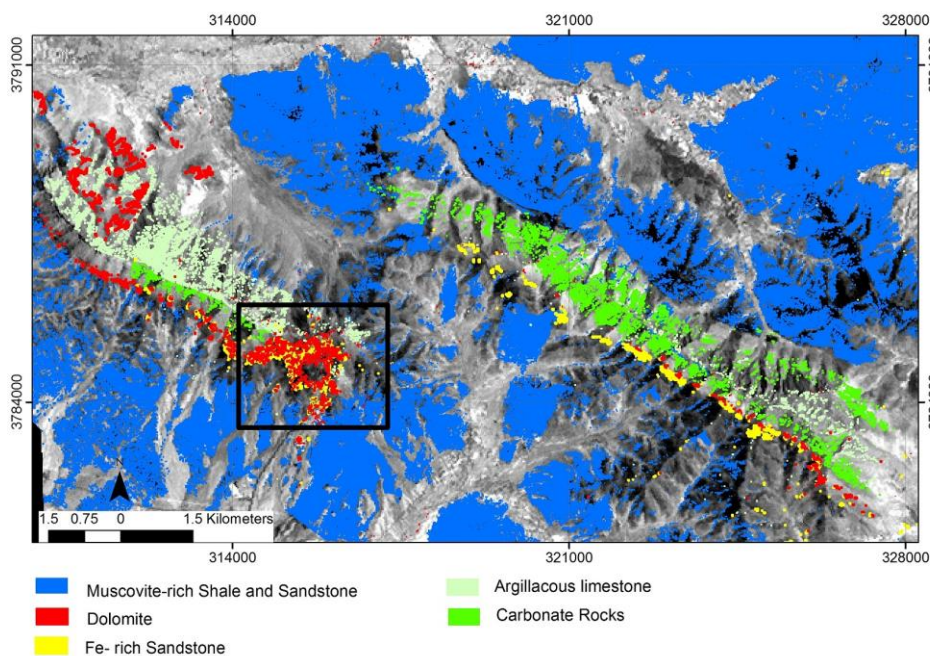 314000 321000 328000
3791000
3784000
1.5 0.75 0 1.5 Kilometers
314000 321000 328000
Muscovite-rich Shale and Sandstone
Argillacous limestone
Dolomite
Carbonate Rocks
Fe- rich Sandstone